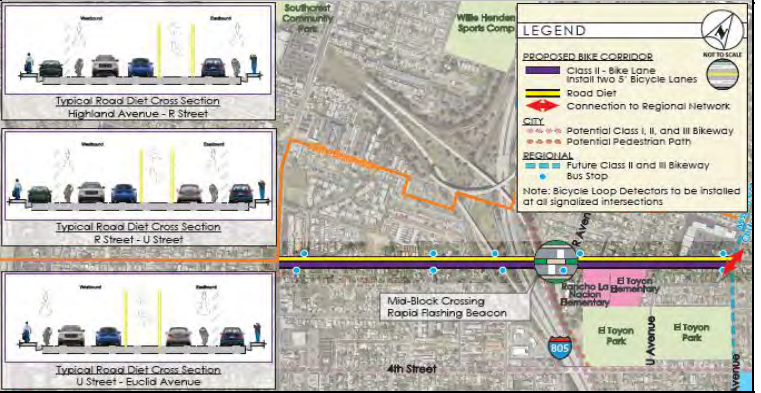 Westbound
Eastbound
Typical Road Diet Cross Section
Highland Avenue - R Street
Westbound
Eastbound
Typical Road Diet Cross Section
R Street - U Street
Westbound
Eastbound
Typical Road Diet Cross Section
U Street - Euclid Avenue
Southcrest
Community
Park
Willie Henden
Sports Comp
LEGEND
NOT TO SCALE
PROPOSED BIKE CORRIDOR
Class II - Bike Lane
Install two 5' Bicycle Lanes
Road Diet
Connection to Regional Network
CITY
Potential Class I, II, and III Bikeway
Potential Pedestrian Path
REGIONAL
Future Class II and III Bikeway
Bus Stop
Note: Bicycle Loop Detectors to be installed
at all signalized intersections
R Aven
Mid-Block Crossing
Rapid Flashing Beacon
Rancho La
Nacion
Elementary
El Toyon
Elementary
El Toyon
Park
U Avenue
El Toyon
Park
805
4th Street
Avenue